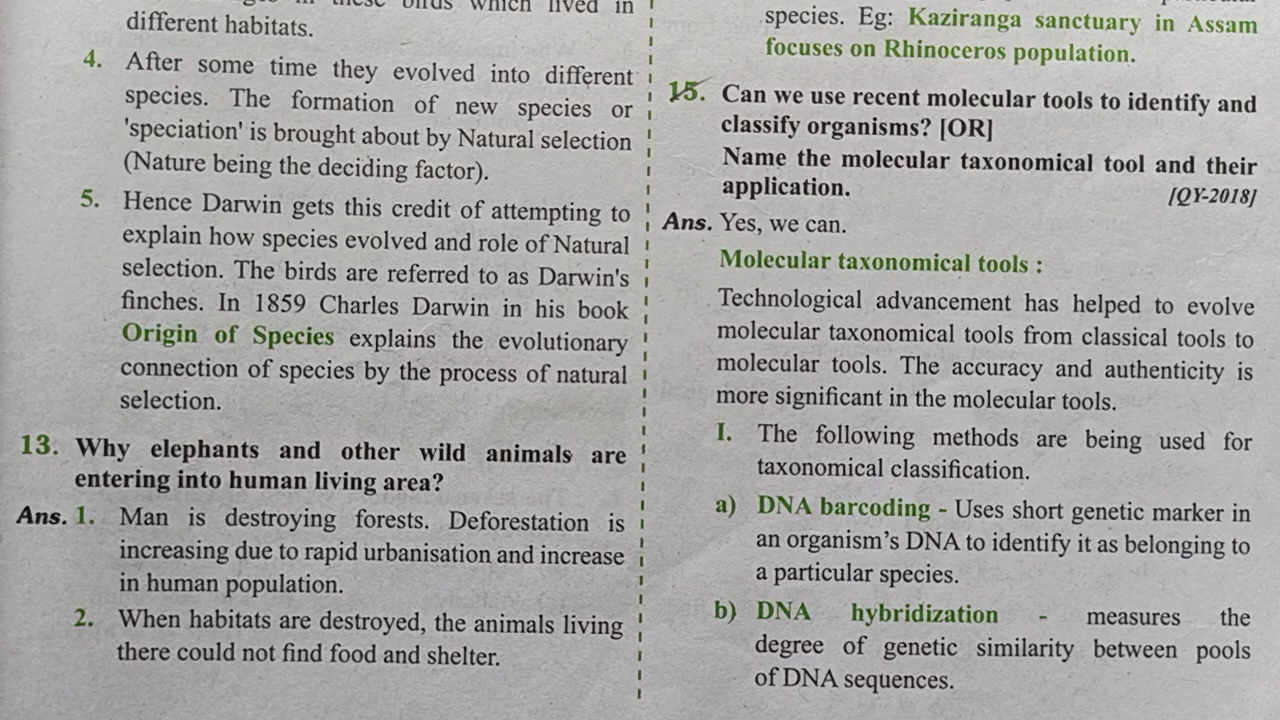 these birds which lived in
different habitats.
4. After some time they evolved into different
species. The formation of new species or
'speciation' is brought about by Natural selection
(Nature being the deciding factor).
5. Hence Darwin gets this credit of attempting to
explain how species evolved and role of Natural
selection. The birds are referred to as Darwin's
finches. In 1859 Charles Darwin in his book
Origin of Species explains the evolutionary
connection of species by the process of natural
selection.
13. Why elephants and other wild animals are
entering into human living area?
Ans. 1. Man is destroying forests. Deforestation is
increasing due to rapid urbanisation and increase
in human population.
2. When habitats are destroyed, the animals living
there could not find food and shelter.
species. Eg: Kaziranga sanctuary in Assam
focuses on Rhinoceros population.
15. Can we use recent molecular tools to identify and
classify organisms? [OR]
Name the molecular taxonomical tool and their
application. [QY-2018]
Ans. Yes, we can.
Molecular taxonomical tools :
Technological advancement has helped to evolve
molecular taxonomical tools from classical tools to
molecular tools. The accuracy and authenticity is
more significant in the molecular tools.
I. The following methods are being used for
taxonomical classification.
a) DNA barcoding - Uses short genetic marker in
an organism's DNA to identify it as belonging to
a particular species.
b) DNA hybridization - measures the
degree of genetic similarity between pools
of DNA sequences.